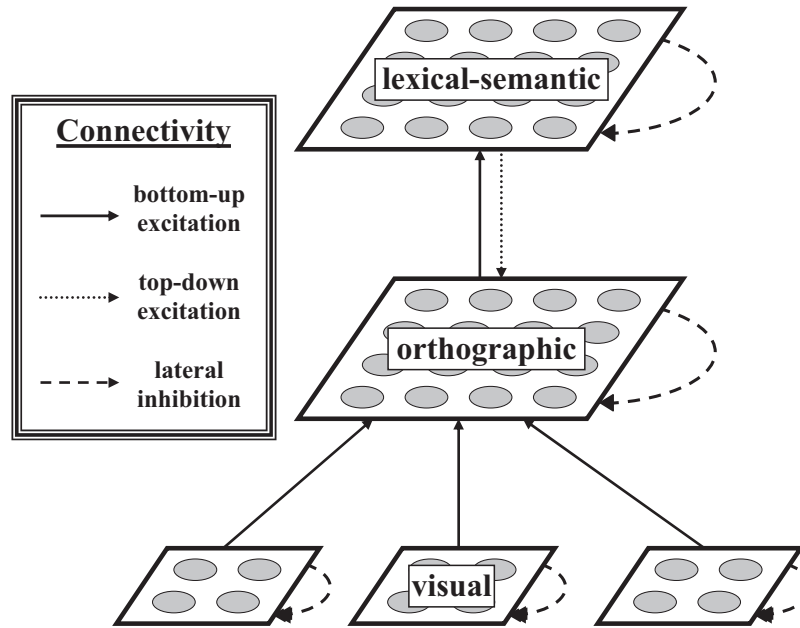 lexical-semantic
Connectivity
bottom-up
excitation
top-down
excitation
lateral
inhibition
orthographic
visual